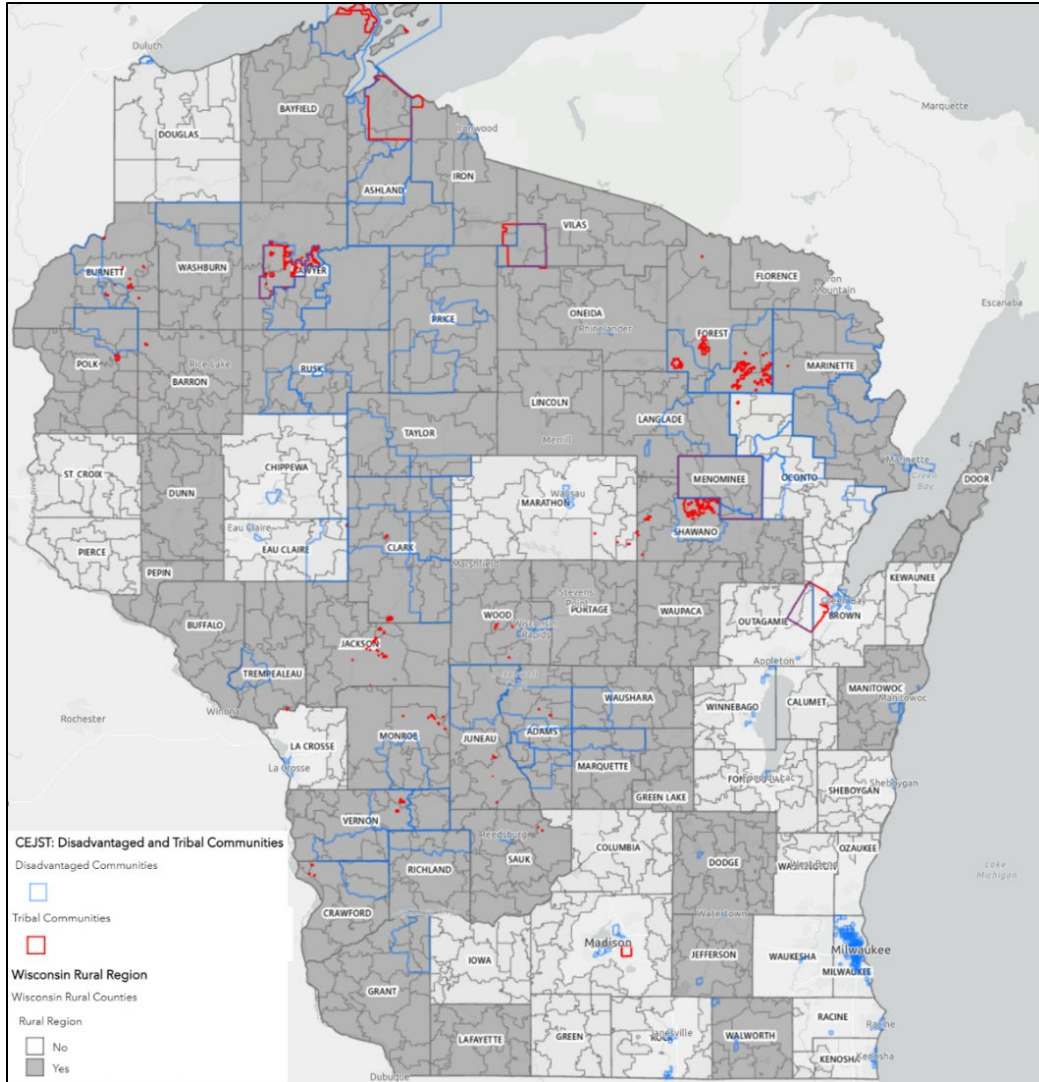 Duluth
Marquette
BAYFIELD
DOUGLAS
Ironwood
IRON
ASHLAND
VILAS
BURNETT
WASHBURN
SAWYER
FLORENCE
Iron
Mountain
Escanaba
ONEIDA
PRICE
Rhinelander
FOREST
POLK
Rice Lake
BARRON
RUSK
MARINETTE
LINCOLN
LANGLADE
TAYLOR
Merrill
ST. CROIX
CHIPPEWA
OCONTO
Marinette
Green
Bay
DUNN
MENOMINEE
DOOR
MARATHON
Wausau
Eau Claire
EAU CLAIRE
SHAWANO
PIERCE
CLARK
PEPIN
Marshfield
KEWAUNEE
BUFFALO
Stevens
Point
WOOD
PORTAGE
WAUPACA
Green Bay
BROWN
OUTAGAMIE
Wisconsin
Rapids
JACKSON
Appleton
TREMPEALEAU
WAUSHARA
MANITOWOC
Manitowoc
Rochester
Winona
WINNEBAGO
CALUMET
LA CROSSE
MONROE
JUNEAU
ADAMS
La Crosse
MARQUETTE
GREEN LAKE
SHEBOYGAN
Sheboygan
VERNON
Reedsburg
COLUMBIA
OZAUKEE
SAUK
DODGE
WASHINGTON
West Bend
RICHLAND
Lake
Michigan
CRAWFORD
Watertown
Madison
IOWA
JEFFERSON
WAUKESHA
Milwaukee
MILWAUKEE
GRANT
RACINE
Racine
LAFAYETTE
GREEN
Janesville
ROCK
WALWORTH
KENOSHA
Kenosha
Dubuque
CEJST: Disadvantaged and Tribal Communities
Disadvantaged Communities
Tribal Communities
Wisconsin Rural Region
Wisconsin Rural Counties
Rural Region
No
Yes